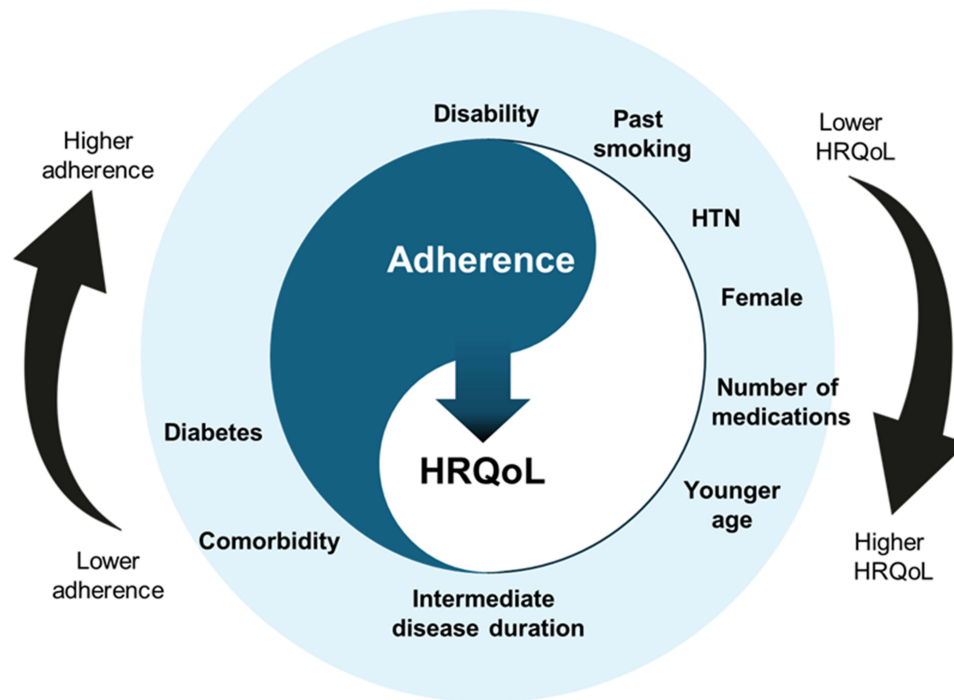 Disability
Past
smoking
Higher
adherence
Lower
HRQoL
HTN
Adherence
Female
Number of
medications
Diabetes
HRQoL
Younger
age
Comorbidity
Lower
adherence
Higher
HRQoL
Intermediate
disease duration